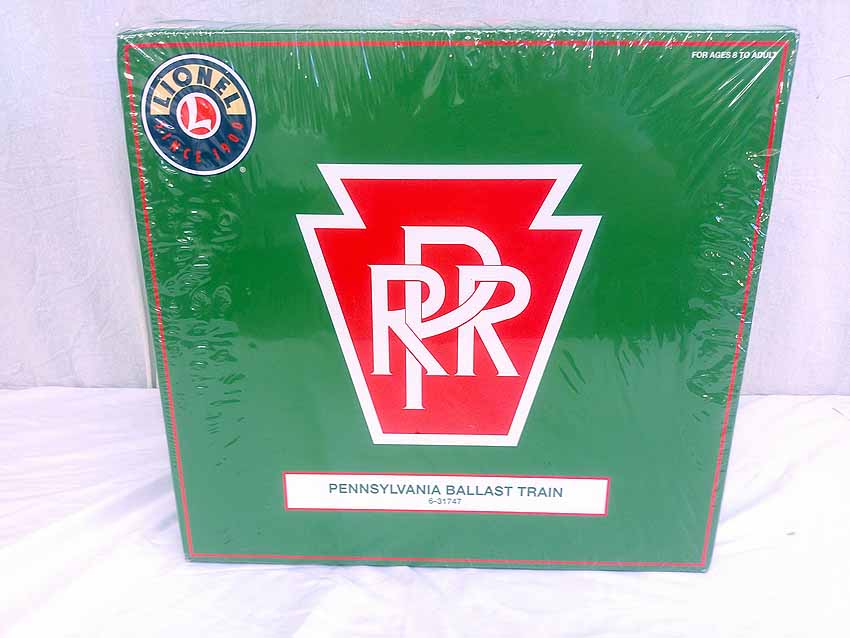 FOR AGES 8 TO ADULT
LIONEL
L
SINCE 1900
®
PRR
PENNSYLVANIA BALLAST TRAIN
6-31747